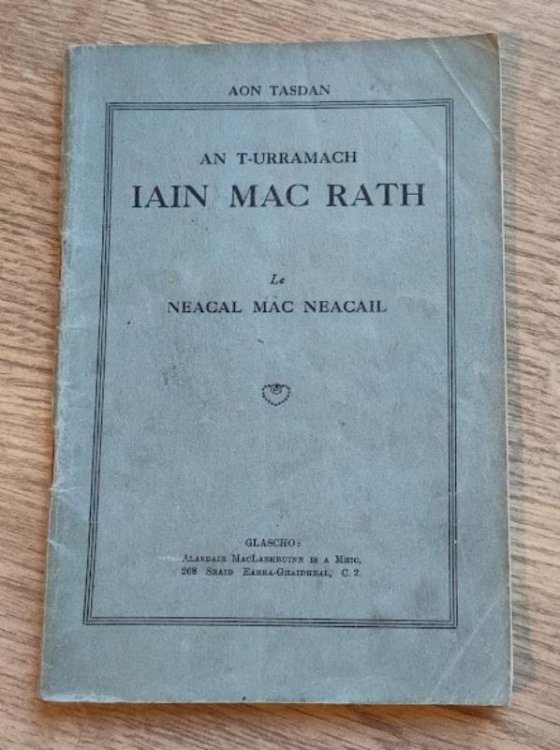 AON TASDAN
AN T-URRAMACH
IAIN MAC RATH
Le
NEACAL MAC NEACAIL
GLASCHO:
Alasdair MacLabhruinn is a Mhic,
268 Sraid Earra-Ghaidheal, C. 2.